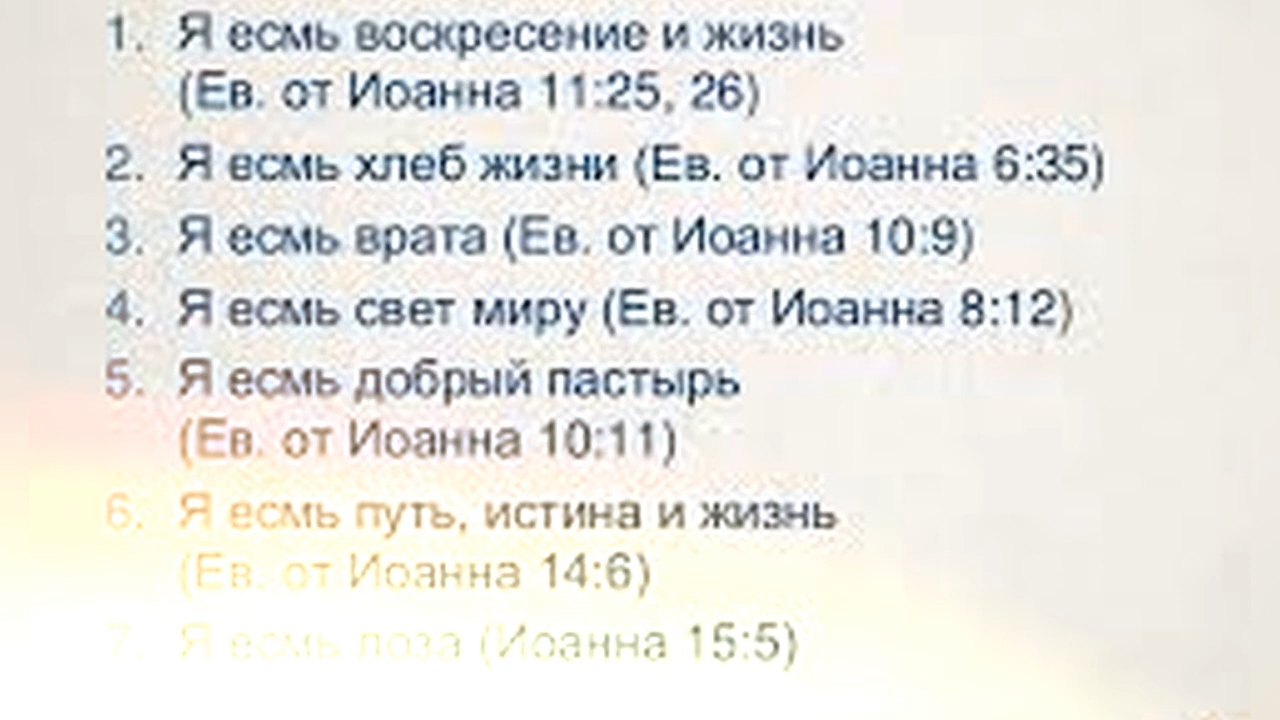 1. Я есмь воскресение и жизнь
(Ев. от Иоанна 11:25, 26)
2. Я есмь хлеб жизни (Ев. от Иоанна 6:35)
3. Я есмь врата (Ев. от Иоанна 10:9)
4. Я есмь свет миру (Ев. от Иоанна 8:12)
5. Я есмь добрый пастырь
(Ев. от Иоанна 10:11)
6. Я есмь путь, истина и жизнь
(Ев. от Иоанна 14:6)
7. Я есмь лоза (Иоанна 15:5)